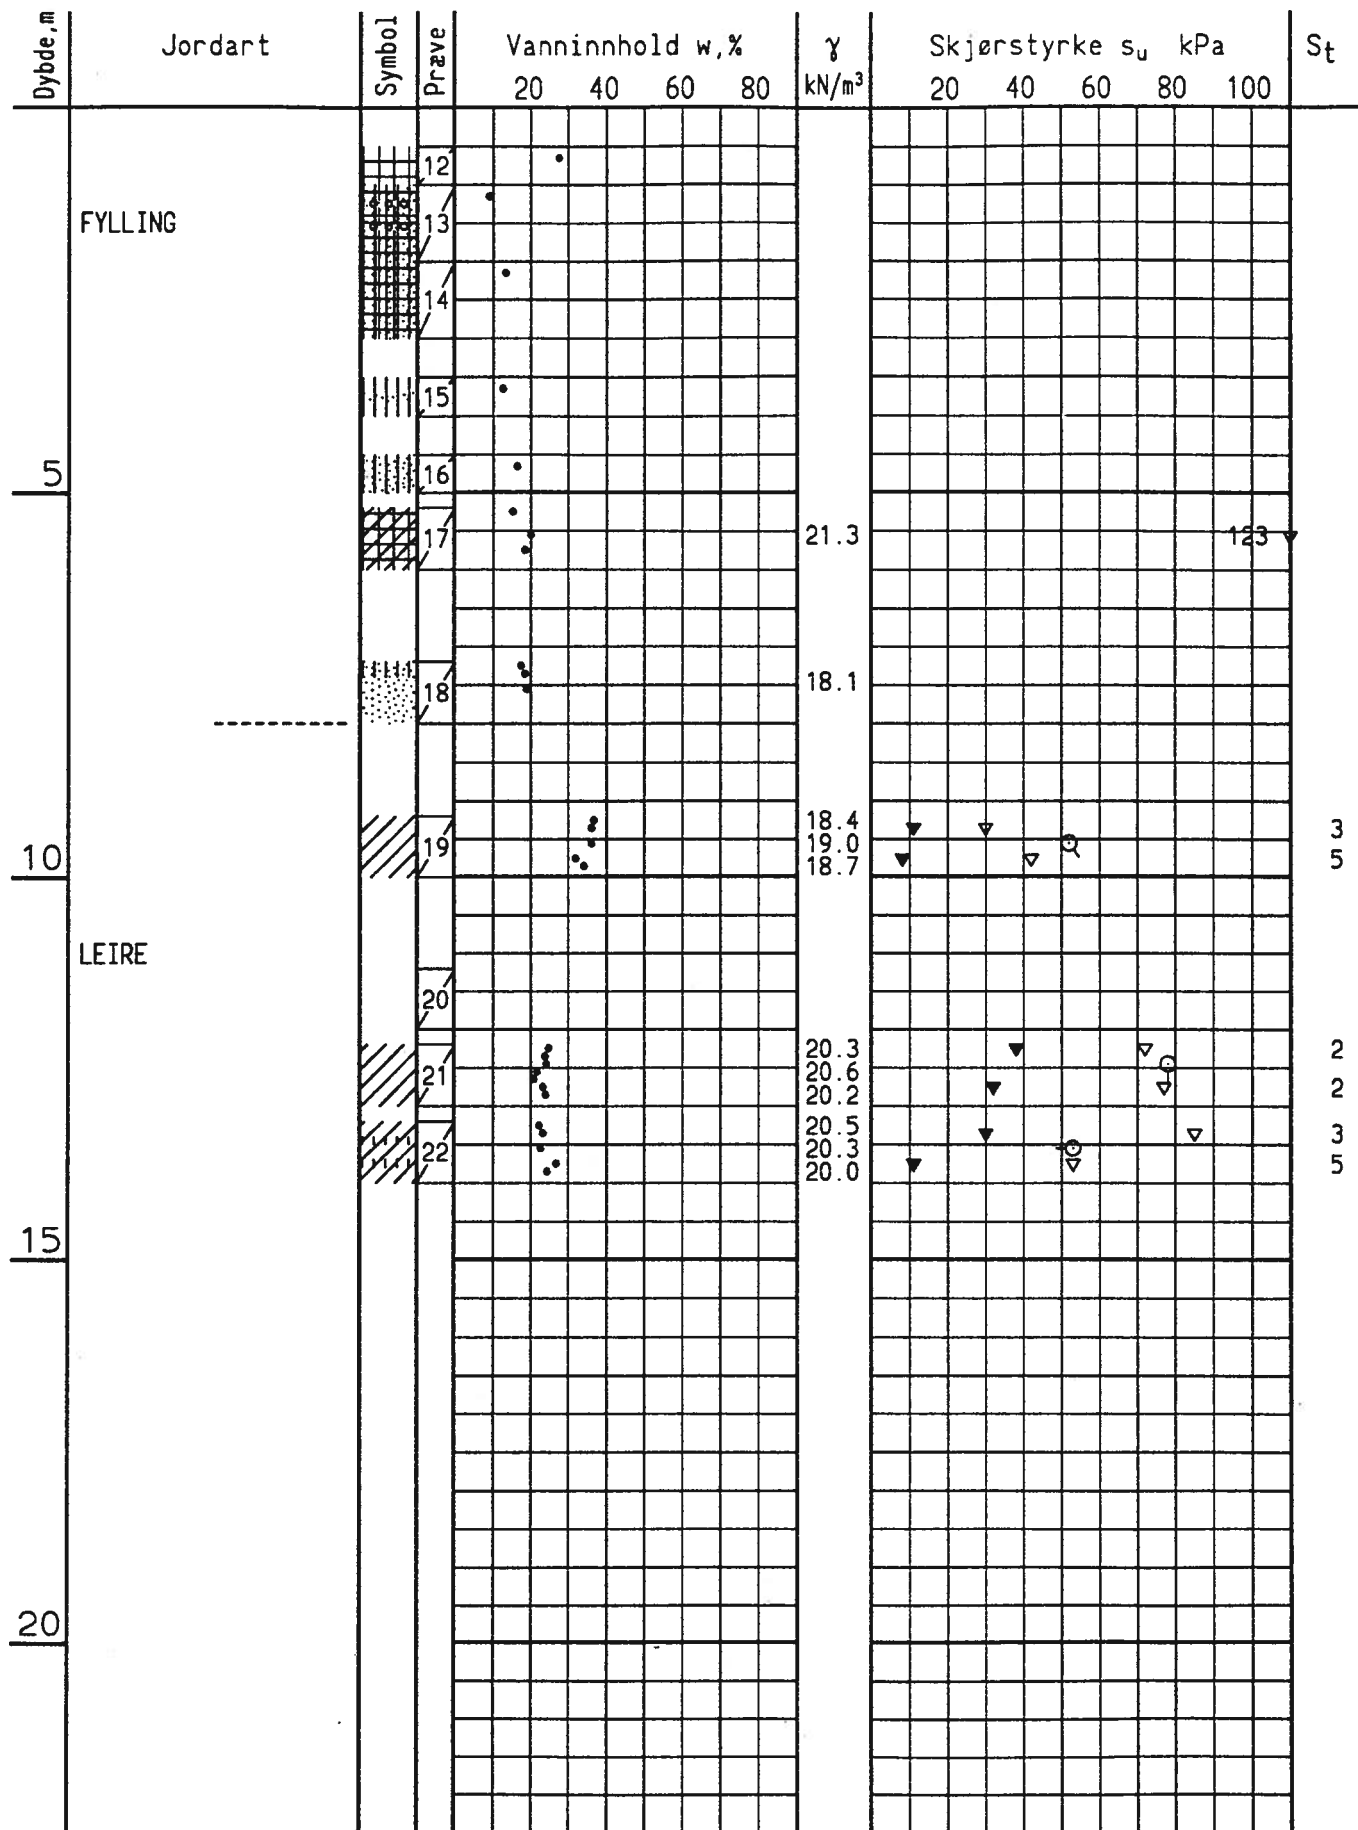 Dybde,m Jordart Symbol Præve Vanninnhold w,% γ Skjørstyrke su kPa St
20 40 60 80 kN/m³ 20 40 60 80 100
12
FYLLING 13
14
15
5 16
17 21.3 123
18 18.1
18.4 3
19 19.0
10 18.7 5
LEIRE
20
20.3 2
21 20.6
20.2 2
20.5 3
22 20.3
20.0 5
15
20